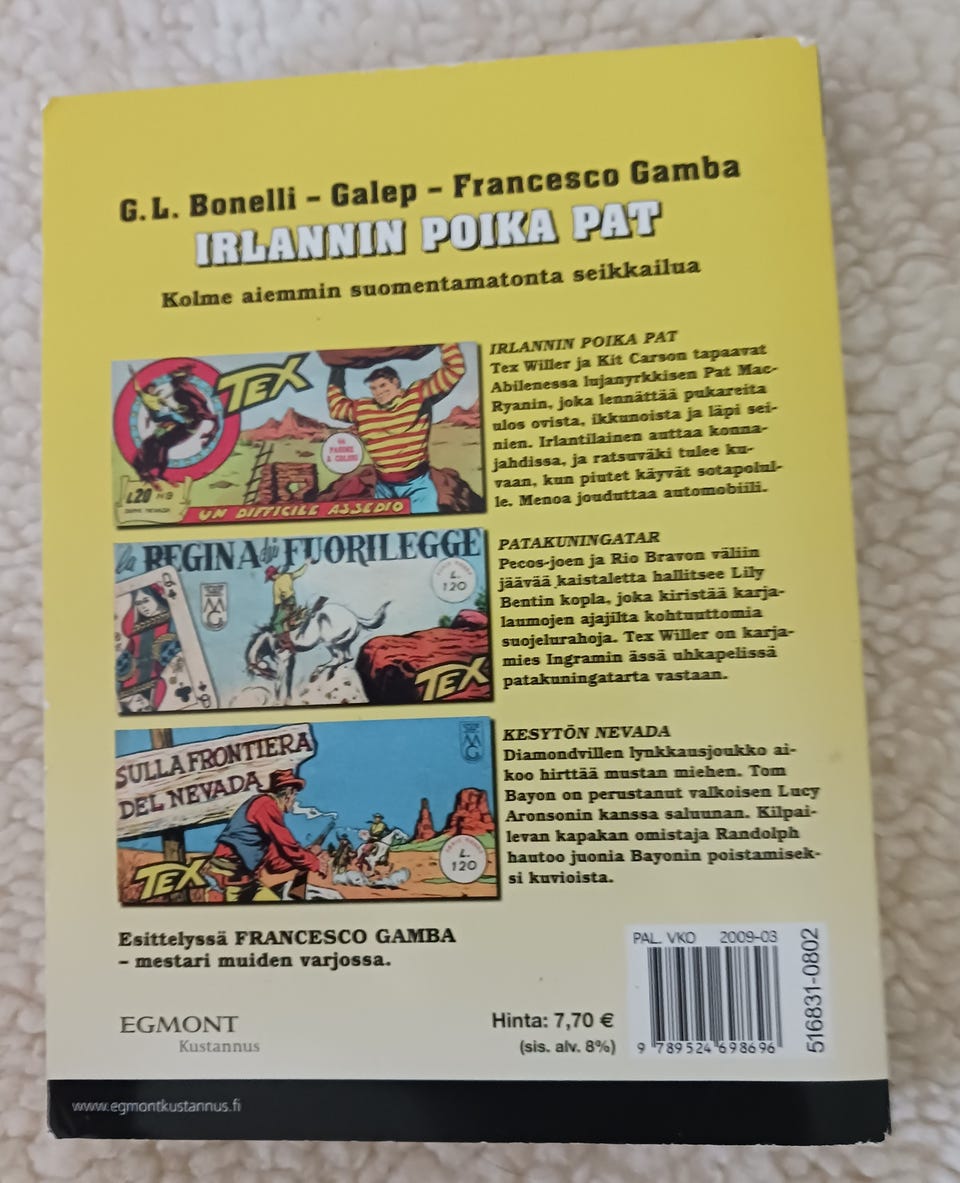 G. L. Bonelli – Galep – Francesco Gamba
IRLANNIN POIKA PAT
Kolme aiemmin suomentamatonta seikkailua
TEX
L.20 N9
UN DIFFICILE ASSEDIO
IRLANNIN POIKA PAT
Tex Willer ja Kit Carson tapaavat
Abilenessa lujanyrkkisen Pat Mac-
Ryanin, joka lennättää pukareita
ulos ovista, ikkunoista ja läpi sei-
nien. Irlantilainen auttaa konna-
jahdissa, ja ratsuväki tulee ku-
vaan, kun piutet käyvät sotapolul-
le. Menoa jouduttaa automobiili.
la REGINA dei FUORILEGGE
L.
120
TEX
PATAKUNINGATAR
Pecos-joen ja Rio Bravon väliin
jäävää kaistaletta hallitsee Lily
Bentin kopla, joka kiristää karja-
laumojen ajajilta kohtuuttomia
suojelurahoja. Tex Willer on karja-
mies Ingramin ässä uhkapelissä
patakuningatarta vastaan.
SULLA FRONTIERA
DEL NEVADA
TEX
L.
120
KESYTÖN NEVADA
Diamondvillen lynkkausjoukko ai-
koo hirttää mustan miehen. Tom
Bayon on perustanut valkoisen Lucy
Aronsonin kanssa saluunan. Kilpai-
levan kapakan omistaja Randolph
hautoo juonia Bayonin poistamisek-
si kuvioista.
Esittelyssä FRANCESCO GAMBA
– mestari muiden varjossa.
EGMONT
Kustannus
Hinta: 7,70 €
(sis. alv. 8%)
PAL. VKO 2009-03
9 789524 698696
516831-0802
www.egmontkustannus.fi